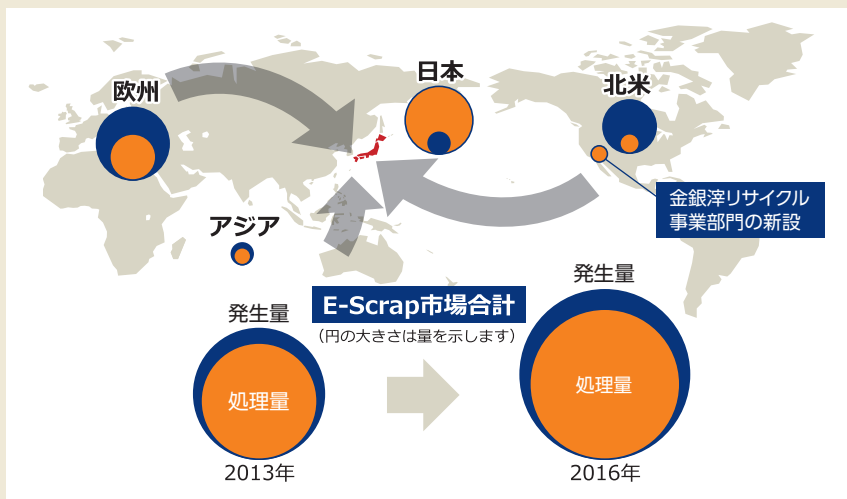 日本
北米
欧州
金銀滓リサイクル
事業部門の新設
アジア
発生量
E-Scrap市場合計
(円の大きさは量を示します)
発生量
処理量
処理量
2013年
2016年